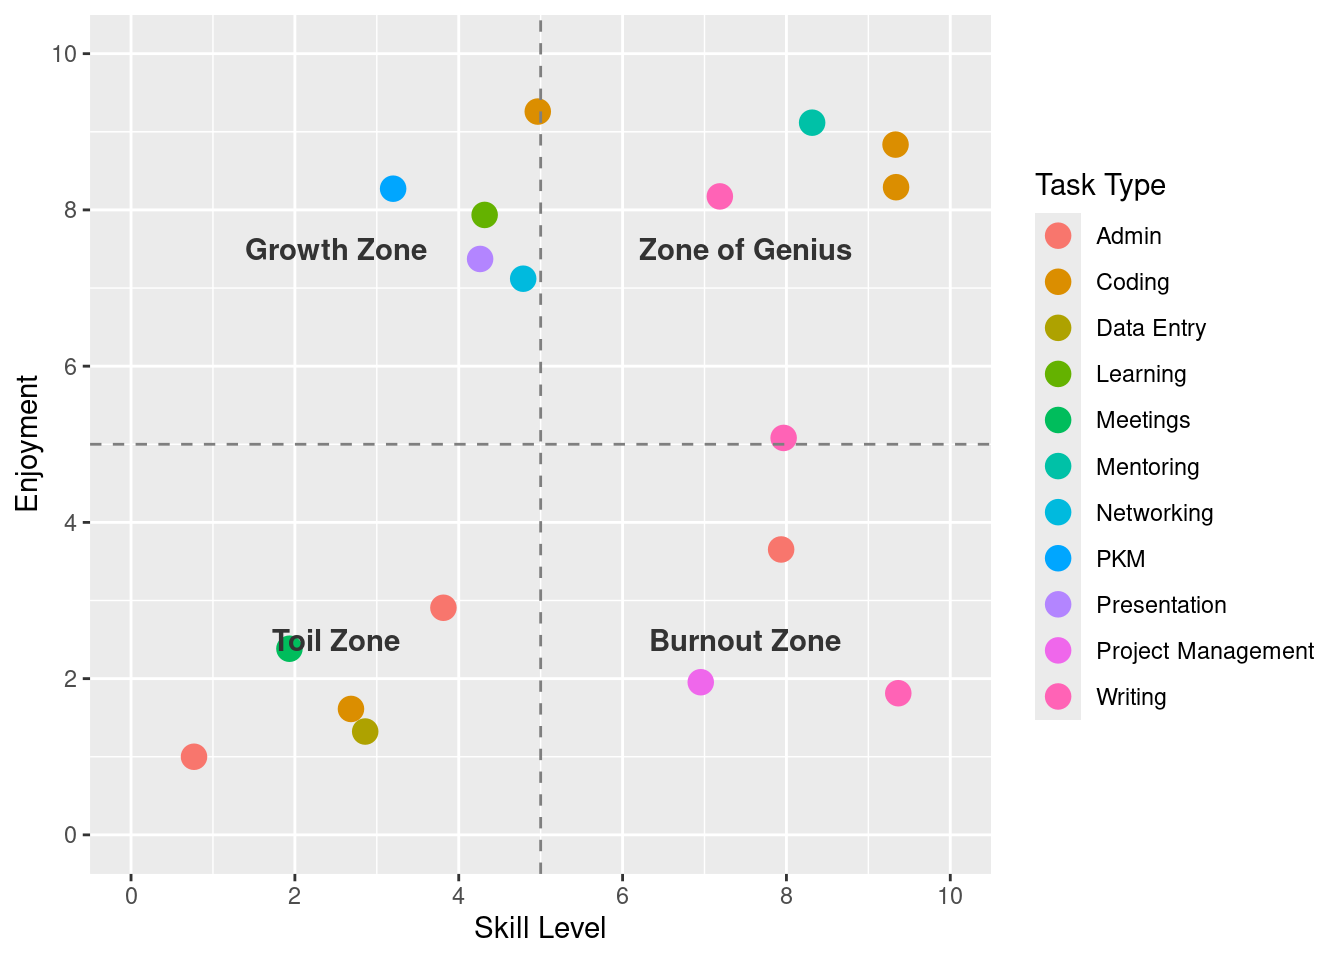 10
8
6
4
2
0
Enjoyment
Growth Zone
Zone of Genius
Toil Zone
Burnout Zone
0 2 4 6 8 10
Skill Level
Task Type
Admin
Coding
Data Entry
Learning
Meetings
Mentoring
Networking
PKM
Presentation
Project Management
Writing